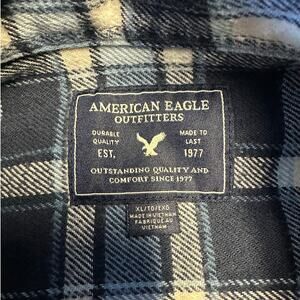 AMERICAN EAGLE
OUTFITTERS
DURABLE QUALITY
MADE TO LAST
EST.
1977
OUTSTANDING QUALITY AND
COMFORT SINCE 1977
XL/TG/EXG
MADE IN VIETNAM
FABRIQUÉ AU
VIETNAM